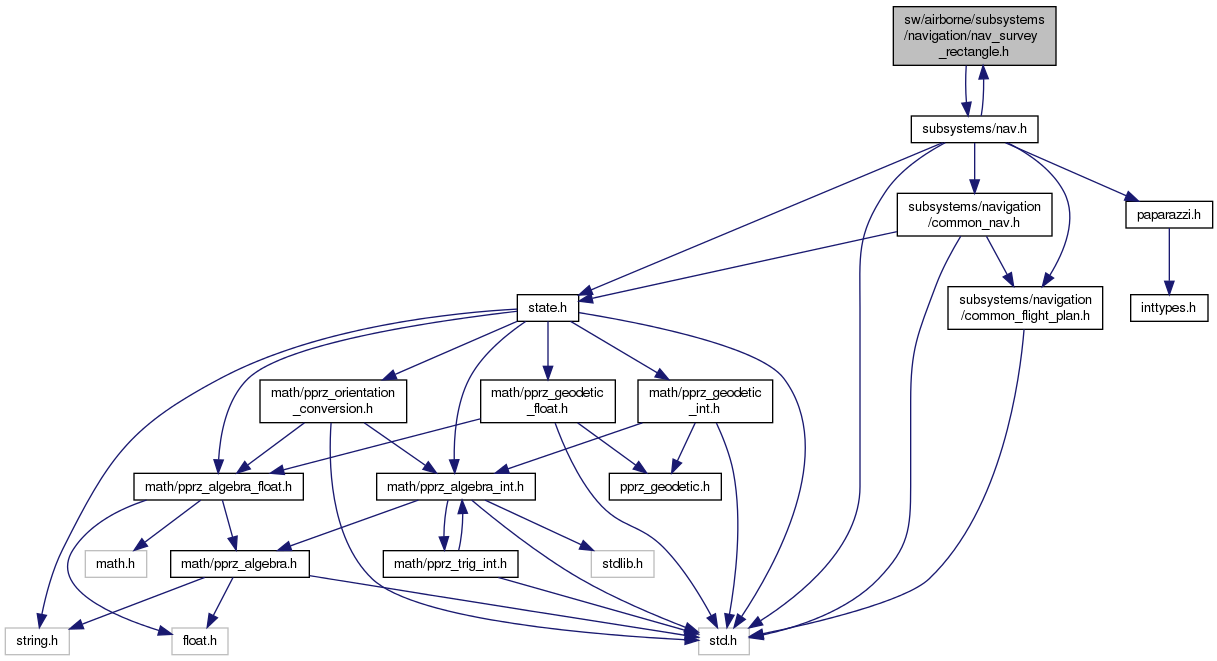 sw/airborne/subsystems
/navigation/nav_survey
_rectangle.h
subsystems/nav.h
subsystems/navigation
/common_nav.h
paparazzi.h
subsystems/navigation
/common_flight_plan.h
inttypes.h
state.h
math/pprz_orientation
_conversion.h
math/pprz_geodetic
_float.h
math/pprz_geodetic
_int.h
math/pprz_algebra_float.h
math/pprz_algebra_int.h
pprz_geodetic.h
math.h
math/pprz_algebra.h
math/pprz_trig_int.h
stdlib.h
string.h
float.h
std.h